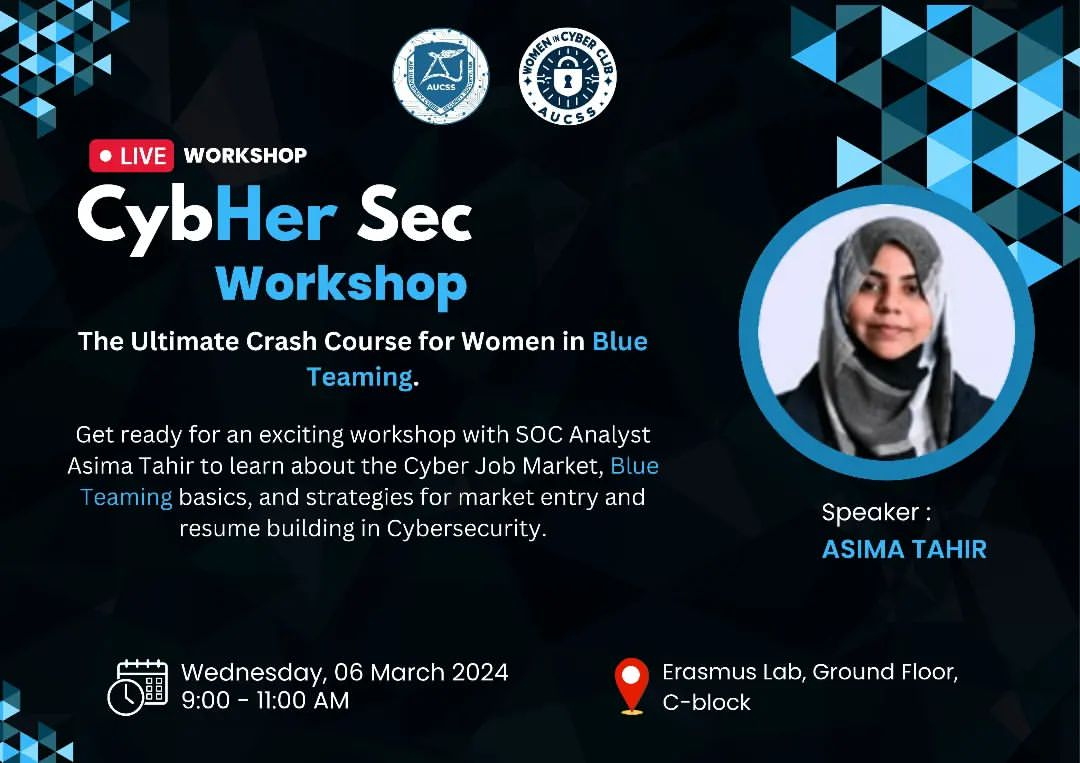 AUCSS
WOMEN IN CYBER CLUB
AUCSS
LIVE WORKSHOP
CybHer Sec
Workshop
The Ultimate Crash Course for Women in Blue
Teaming.
Get ready for an exciting workshop with SOC Analyst
Asima Tahir to learn about the Cyber Job Market, Blue
Teaming basics, and strategies for market entry and
resume building in Cybersecurity.
Speaker :
ASIMA TAHIR
Wednesday, 06 March 2024
9:00 - 11:00 AM
Erasmus Lab, Ground Floor,
C-block